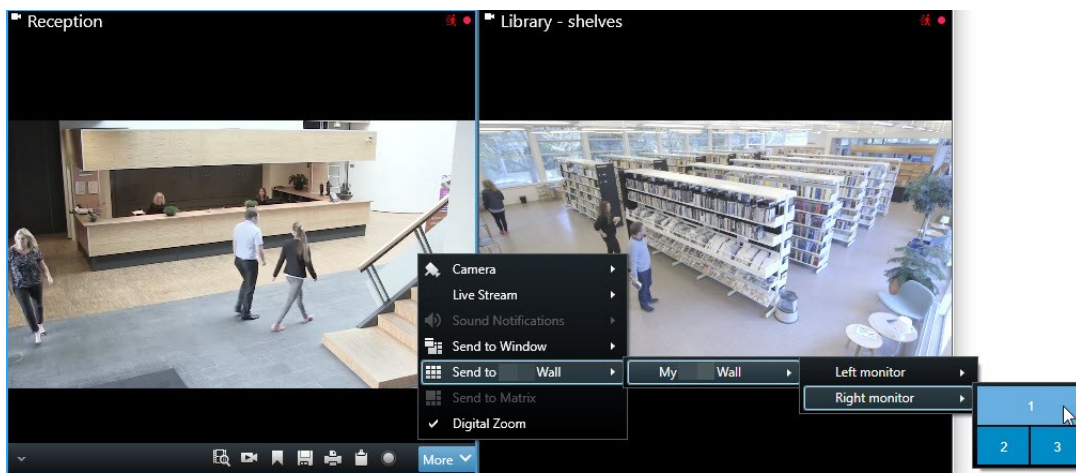 Reception
Library - shelves
Camera
Live Stream
Sound Notifications
Send to Window
Send to Wall
My Wall
Left monitor
Right monitor
1
Send to Matrix
Digital Zoom
2
3
More